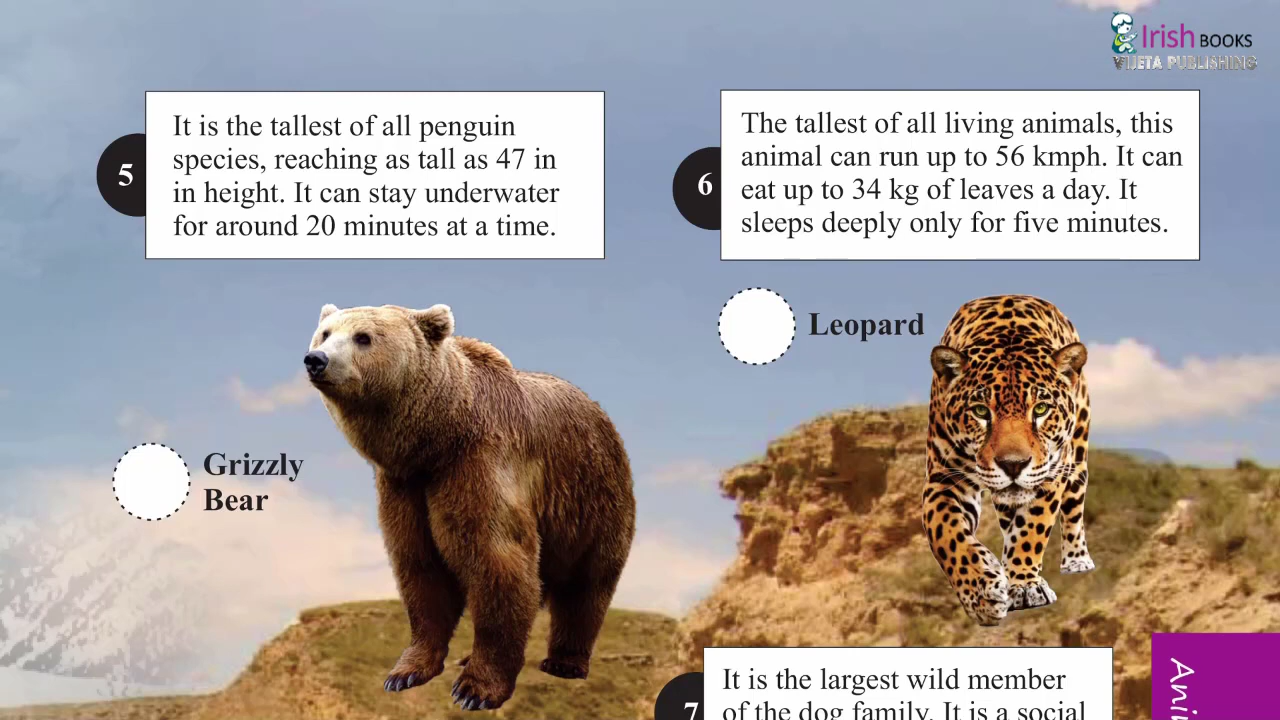 Irish BOOKS
VIJETA PUBLISHING
5
It is the tallest of all penguin
species, reaching as tall as 47 in
in height. It can stay underwater
for around 20 minutes at a time.
6
The tallest of all living animals, this
animal can run up to 56 kmph. It can
eat up to 34 kg of leaves a day. It
sleeps deeply only for five minutes.
Leopard
Grizzly
Bear
7
It is the largest wild member
of the dog family. It is a social